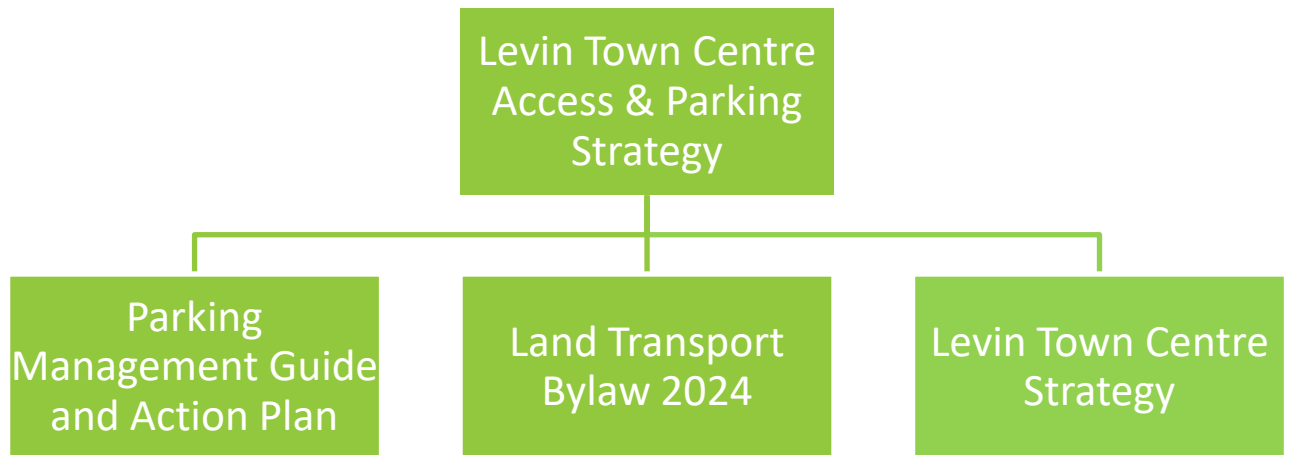 Levin Town Centre
Access & Parking
Strategy
Parking
Management Guide
and Action Plan
Land Transport
Bylaw 2024
Levin Town Centre
Strategy